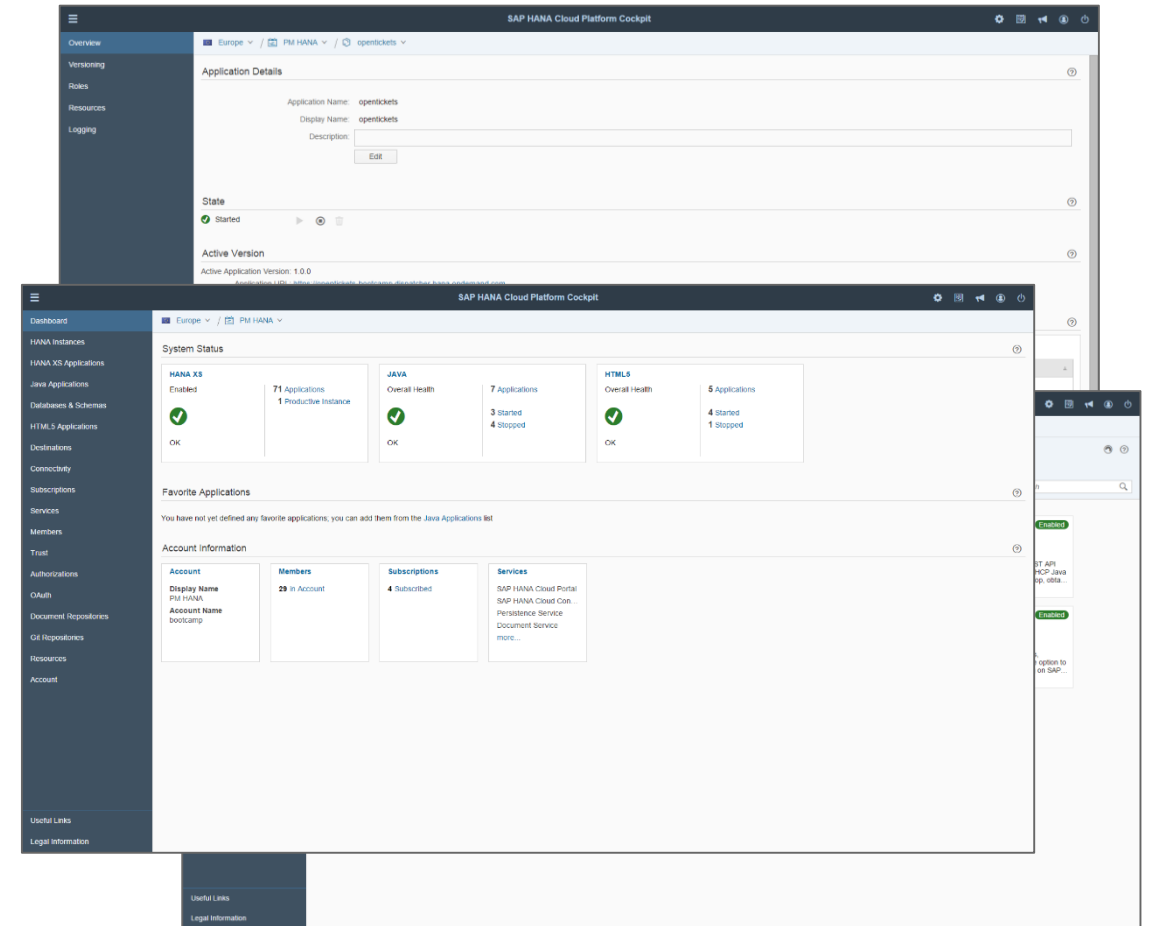 SAP HANA Cloud Platform Cockpit
Overview
Versioning
Roles
Resources
Logging
Europe / PM HANA / opentickets
Application Details
Application Name: opentickets
Display Name: opentickets
Description:
Edit
State
Started
Active Version
Active Application Version: 1.0.0
SAP HANA Cloud Platform Cockpit
Dashboard
HANA Instances
HANA XS Applications
Java Applications
Databases & Schemas
HTML5 Applications
Destinations
Connectivity
Subscriptions
Services
Members
Trust
Authorizations
OAuth
Document Repositories
Git Repositories
Resources
Account
Useful Links
Legal Information
Europe / PM HANA
System Status
HANA XS
Enabled
OK
71 Applications
1 Productive Instance
JAVA
Overall Health
OK
7 Applications
3 Started
4 Stopped
HTML5
Overall Health
OK
5 Applications
4 Started
1 Stopped
Favorite Applications
You have not yet defined any favorite applications, you can add them from the Java Applications list
Account Information
Account
Display Name
PM HANA
Account Name
bootcamp
Members
29 in Account
Subscriptions
4 Subscribed
Services
SAP HANA Cloud Portal
SAP HANA Cloud Con...
Persistence Service
Document Service
more...
Enabled
API
HCP Java
Enabled
option to
on SAP...
Useful Links
Legal Information